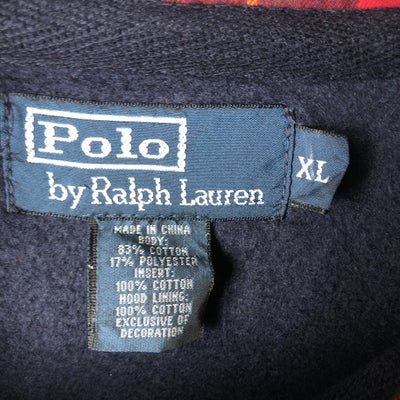 Polo
by Ralph Lauren
XL
MADE IN CHINA
BODY:
83% COTTON
17% POLYESTER
INSERT:
100% COTTON
HOOD LINING:
100% COTTON
EXCLUSIVE OF
DECORATION